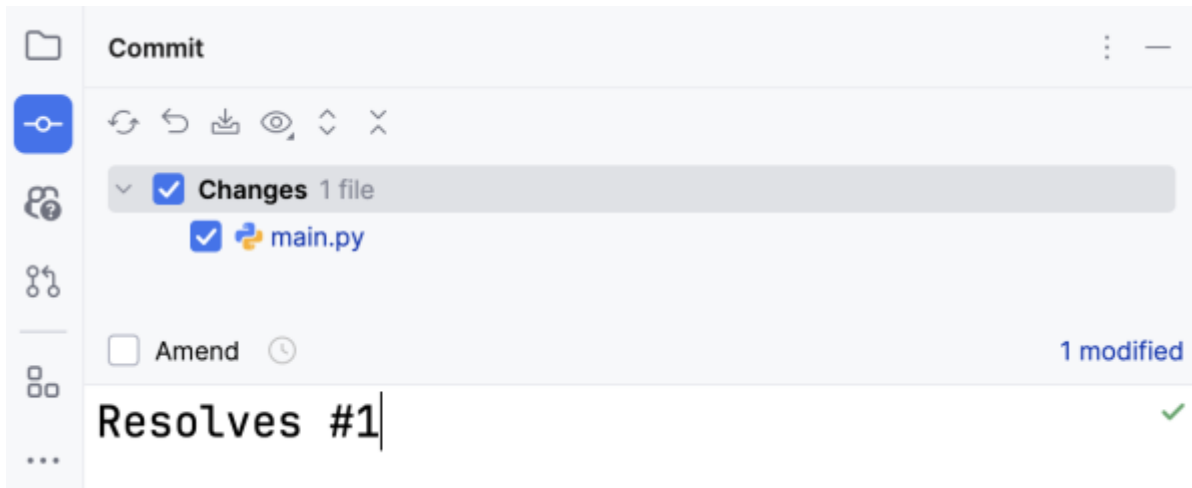 Commit
Changes 1 file
main.py
Amend 1 modified
Resolves #1